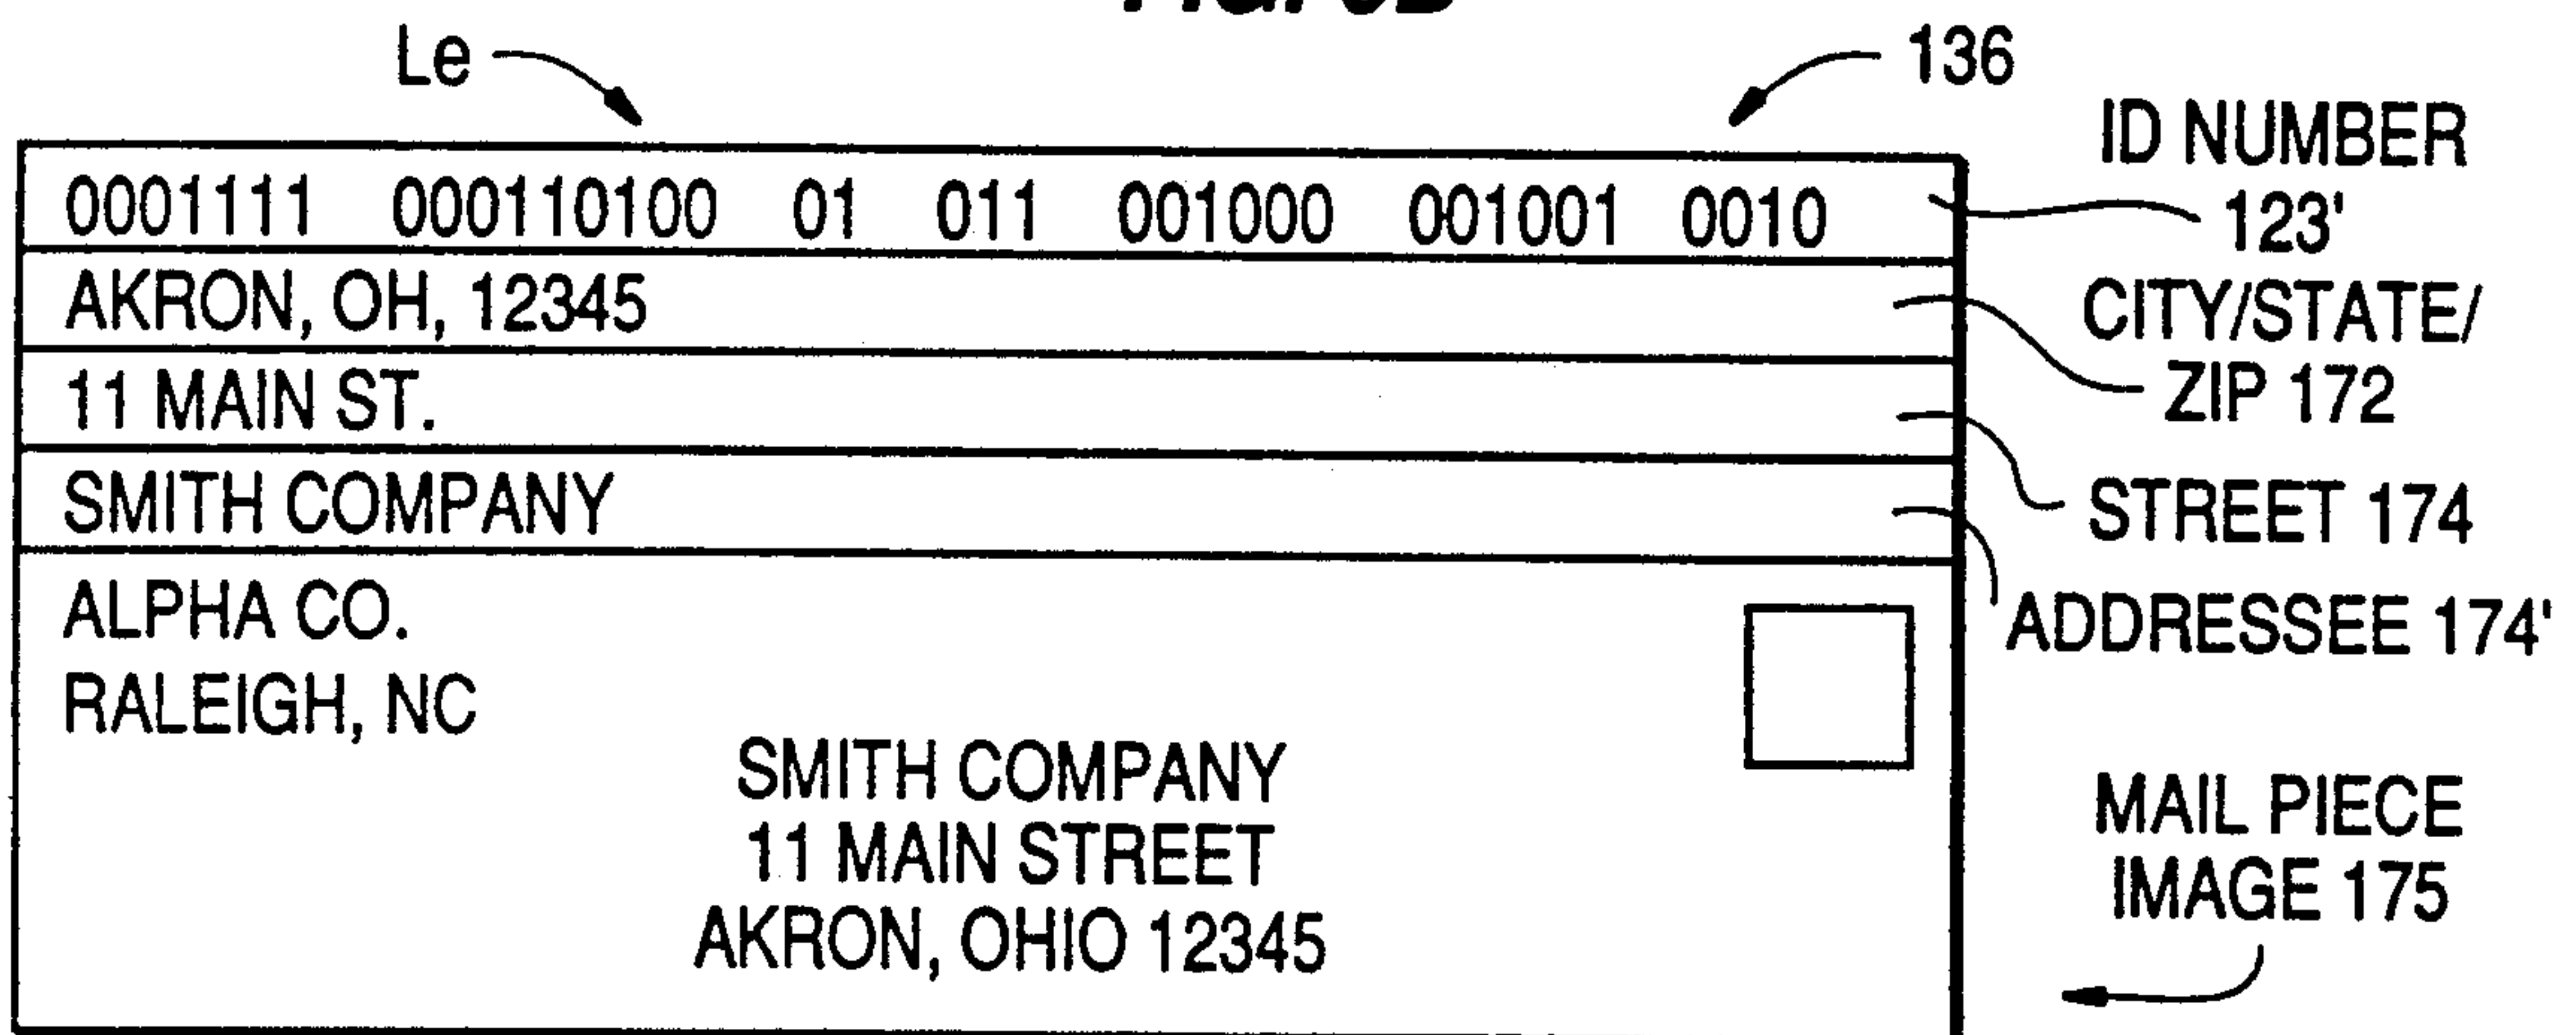 Le
136
0001111 000110100 01 011 001000 001001 0010
ID NUMBER
123'
AKRON, OH, 12345
CITY/STATE/
ZIP 172
11 MAIN ST.
STREET 174
SMITH COMPANY
ADDRESSEE 174'
ALPHA CO.
RALEIGH, NC
SMITH COMPANY
11 MAIN STREET
AKRON, OHIO 12345
MAIL PIECE
IMAGE 175